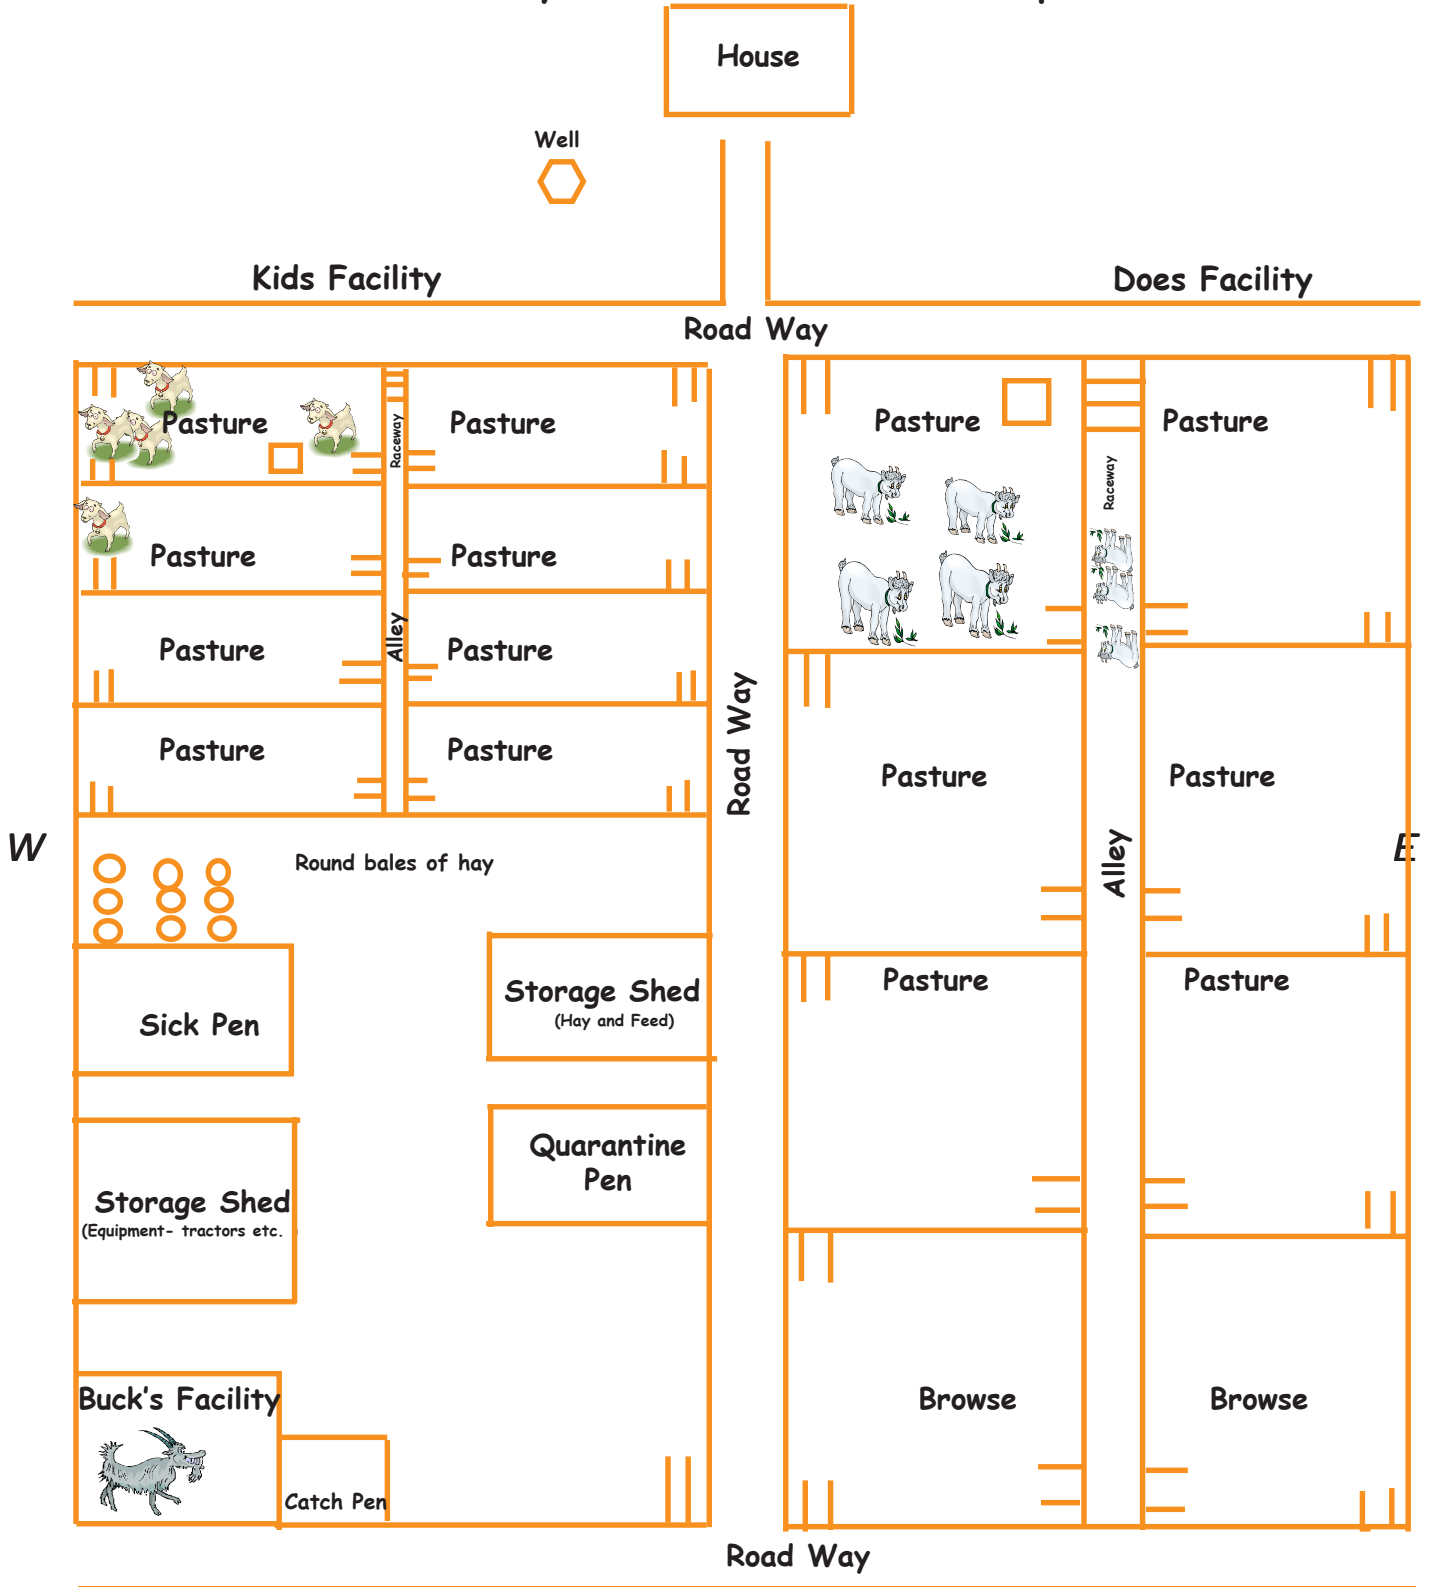 House
Well
Kids Facility
Does Facility
Road Way
Pasture
Raceway
Pasture
Pasture
Pasture
Raceway
Pasture
Pasture
Alley
Pasture
Pasture
Road Way
Pasture
Pasture
Pasture
Pasture
W
Alley
E
Round bales of hay
Storage Shed
(Hay and Feed)
Pasture
Pasture
Sick Pen
Quarantine
Pen
Storage Shed
(Equipment- tractors etc.
Buck's Facility
Browse
Browse
Catch Pen
Road Way